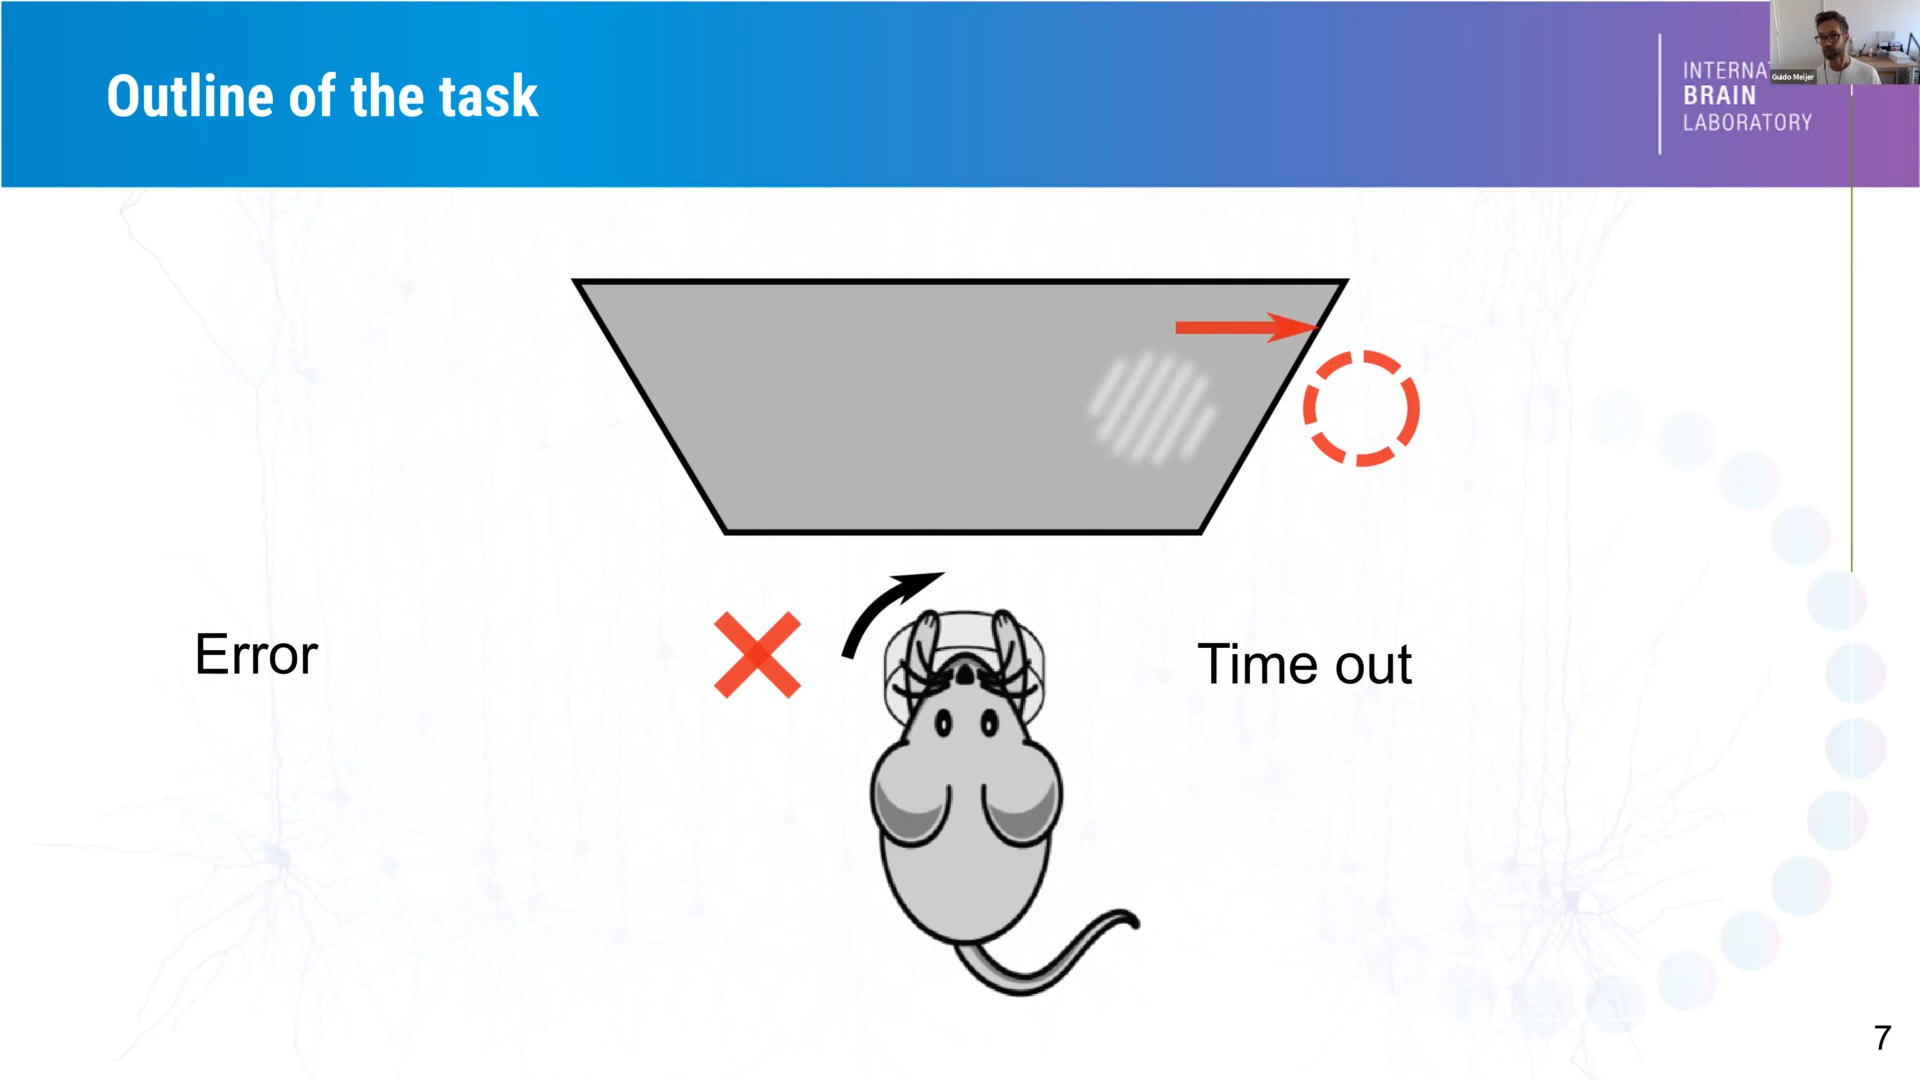 Outline of the task
INTERNA
BRAIN
LABORATORY
Guido Meijer
Error
Time out
7